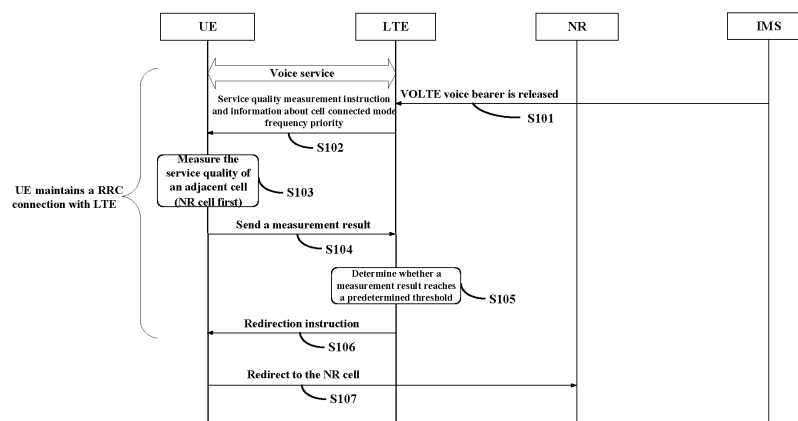 UE
LTE
NR
IMS
Voice service
VOLTE voice bearer is released
S101
Service quality measurement instruction
and information about cell connected mode
frequency priority
S102
Measure the
service quality of
an adjacent cell
(NR cell first)
S103
UE maintains a RRC
connection with LTE
Send a measurement result
S104
Determine whether a
measurement result reaches
a predetermined threshold
S105
Redirection instruction
S106
Redirect to the NR cell
S107